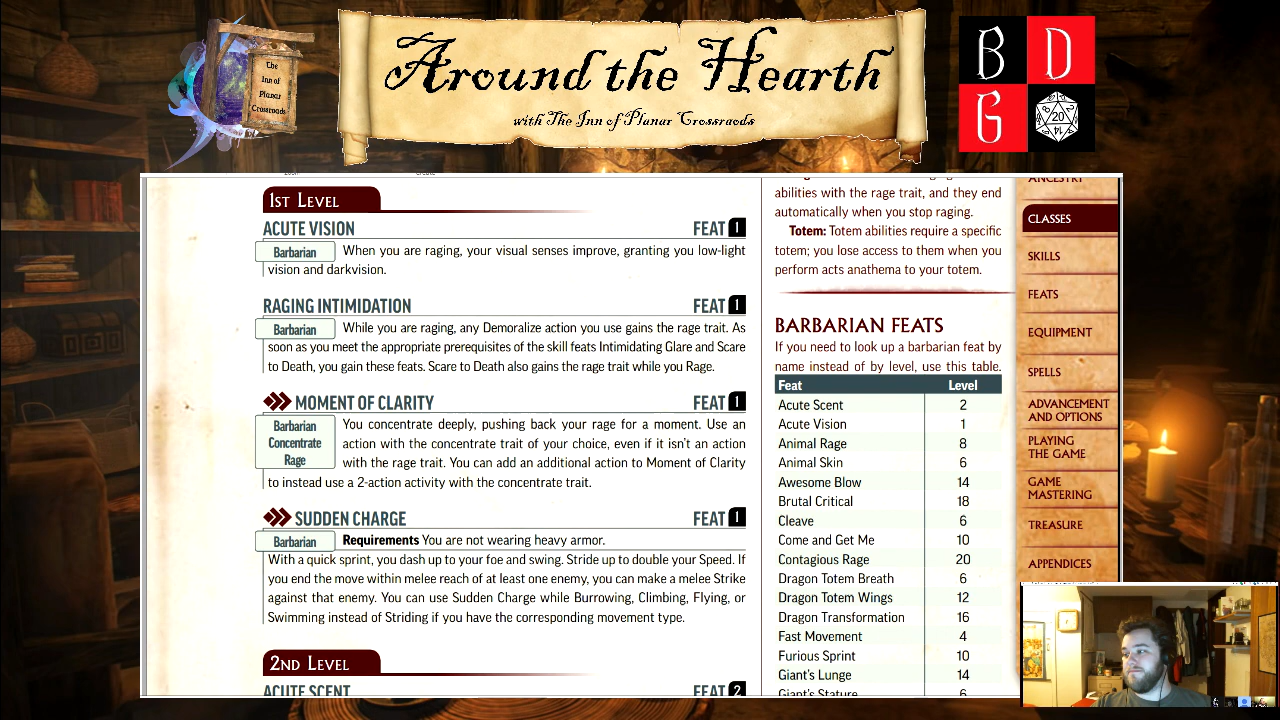 The
Inn of
Planar
Crossroads
Around the Hearth
with The Inn of Planar Crossroads
B D
G 20
1ST LEVEL
ACUTE VISION FEAT 1
Barbarian When you are raging, your visual senses improve, granting you low-light
vision and darkvision.
RAGING INTIMIDATION FEAT 1
Barbarian While you are raging, any Demoralize action you use gains the rage trait. As
soon as you meet the appropriate prerequisites of the skill feats Intimidating Glare and Scare
to Death, you gain these feats. Scare to Death also gains the rage trait while you Rage.
MOMENT OF CLARITY FEAT 1
Barbarian
Concentrate
Rage
You concentrate deeply, pushing back your rage for a moment. Use an
action with the concentrate trait of your choice, even if it isn't an action
with the rage trait. You can add an additional action to Moment of Clarity
to instead use a 2-action activity with the concentrate trait.
SUDDEN CHARGE FEAT 1
Barbarian Requirements You are not wearing heavy armor.
With a quick sprint, you dash up to your foe and swing. Stride up to double your Speed. If
you end the move within melee reach of at least one enemy, you can make a melee Strike
against that enemy. You can use Sudden Charge while Burrowing, Climbing, Flying, or
Swimming instead of Striding if you have the corresponding movement type.
2ND LEVEL
ACUTE SCENT FEAT 2
abilities with the rage trait, and they end
automatically when you stop raging.
Totem: Totem abilities require a specific
totem; you lose access to them when you
perform acts anathema to your totem.
BARBARIAN FEATS
If you need to look up a barbarian feat by
name instead of by level, use this table.
Feat Level
Acute Scent 2
Acute Vision 1
Animal Rage 8
Animal Skin 6
Awesome Blow 14
Brutal Critical 18
Cleave 6
Come and Get Me 10
Contagious Rage 20
Dragon Totem Breath 6
Dragon Totem Wings 12
Dragon Transformation 16
Fast Movement 4
Furious Sprint 10
Giant's Lunge 14
Giant's Stature 6
ANCESTRY
CLASSES
SKILLS
FEATS
EQUIPMENT
SPELLS
ADVANCEMENT
AND OPTIONS
PLAYING
THE GAME
GAME
MASTERING
TREASURE
APPENDICES